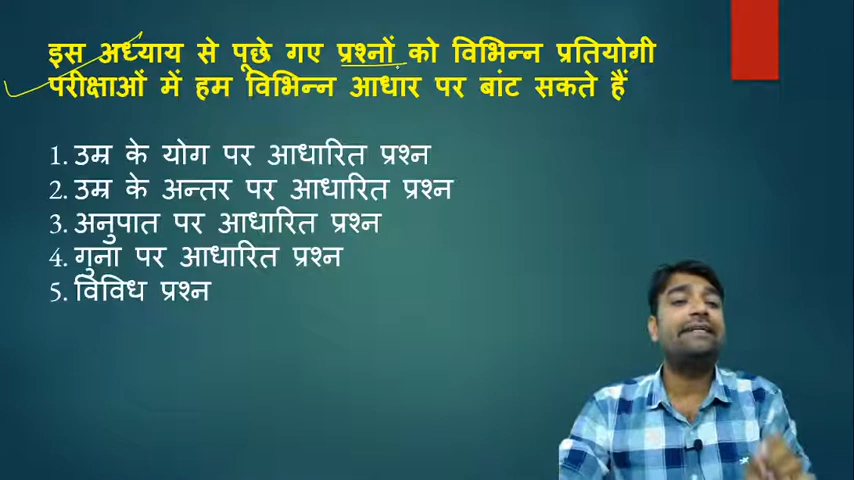 इस अध्याय से पूछे गए प्रश्नों को विभिन्न प्रतियोगी
परीक्षाओं में हम विभिन्न आधार पर बांट सकते हैं
1. उम्र के योग पर आधारित प्रश्न
2. उम्र के अन्तर पर आधारित प्रश्न
3. अनुपात पर आधारित प्रश्न
4. गुना पर आधारित प्रश्न
5. विविध प्रश्न